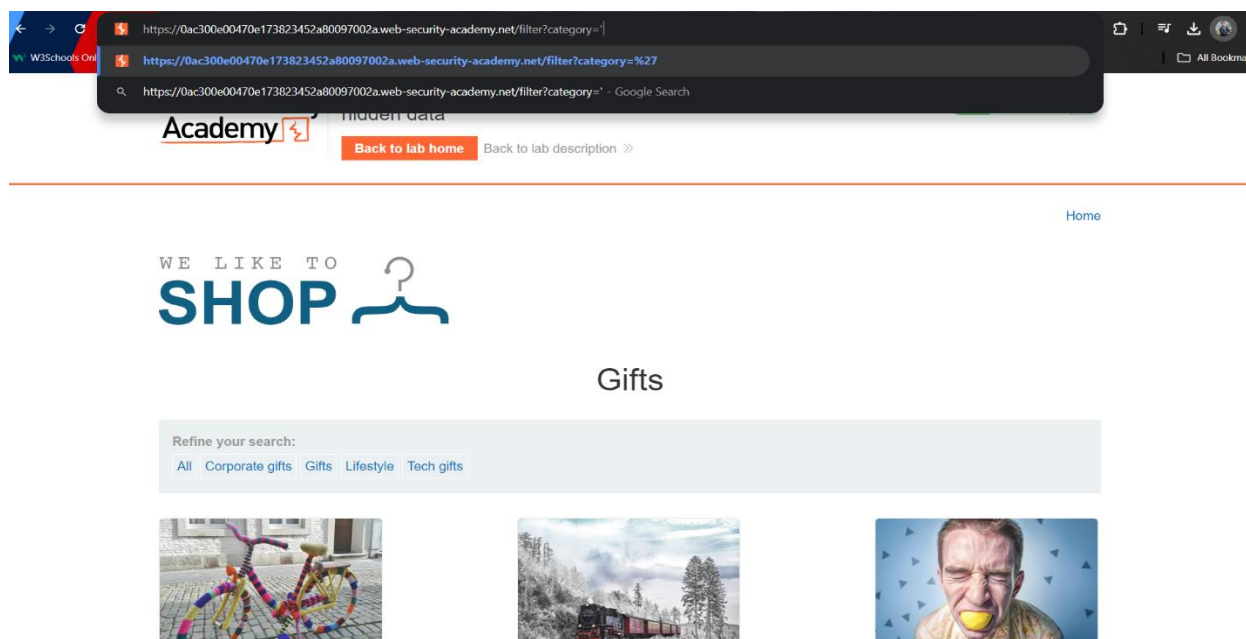 https://0ac300e00470e173823452a80097002a.web-security-academy.net/filter?category='
W3Schools Onl
https://0ac300e00470e173823452a80097002a.web-security-academy.net/filter?category=%27
All Bookma
https://0ac300e00470e173823452a80097002a.web-security-academy.net/filter?category=' - Google Search
Academy
hidden data
Back to lab home
Back to lab description
Home
WE LIKE TO
SHOP
Gifts
Refine your search:
All Corporate gifts Gifts Lifestyle Tech gifts